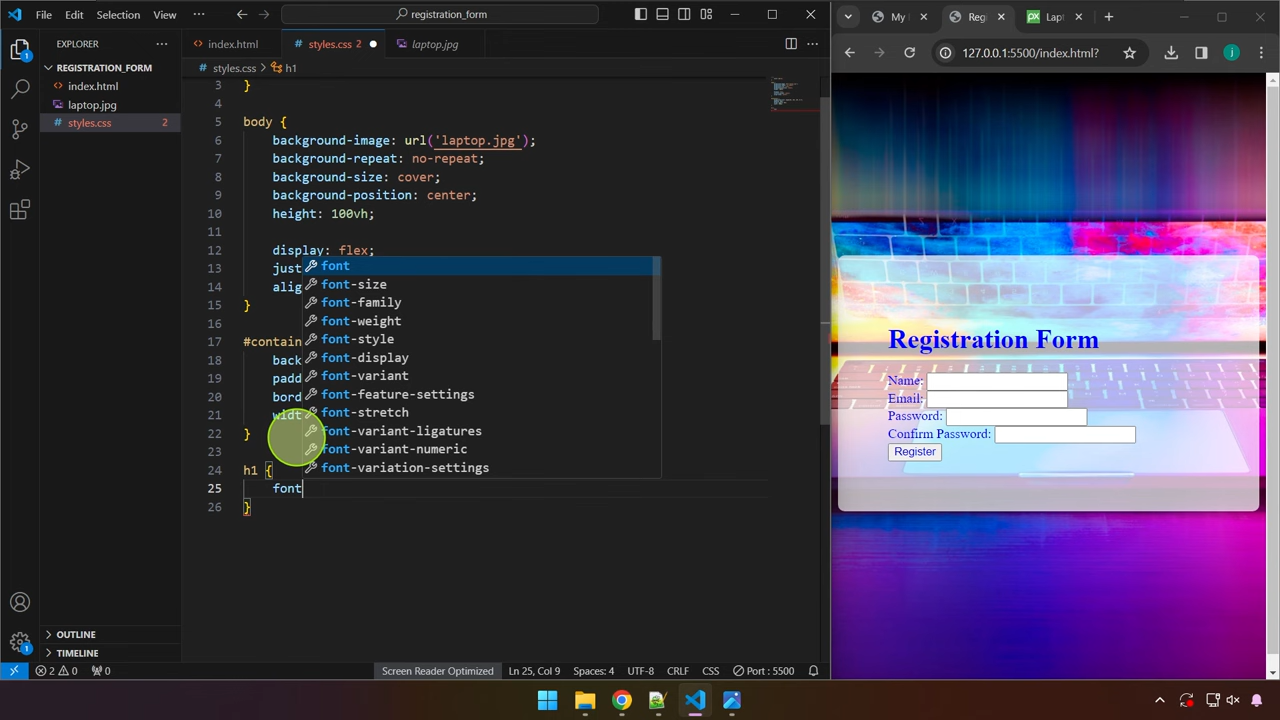 File Edit Selection View ··· registration_form
EXPLORER ···
REGISTRATION_FORM
index.html
laptop.jpg
styles.css 2
OUTLINE
TIMELINE
index.html # styles.css 2 laptop.jpg ···
# styles.css > h1
3 }
4
5 body {
6 background-image: url('laptop.jpg');
7 background-repeat: no-repeat;
8 background-size: cover;
9 background-position: center;
10 height: 100vh;
11
12 display: flex;
13 just
14 alig
15 }
16
17 #contain
18 back
19 padd
20 bord
21 widt
22 }
23
24 h1 {
25 font
26 }
font
font-size
font-family
font-weight
font-style
font-display
font-variant
font-feature-settings
font-stretch
font-variant-ligatures
font-variant-numeric
font-variation-settings
1
1
2 0 0 Screen Reader Optimized Ln 25, Col 9 Spaces: 4 UTF-8 CRLF CSS Port : 5500
My Reg Lapt
127.0.0.1:5500/index.html? j
Registration Form
Name:
Email:
Password:
Confirm Password:
Register